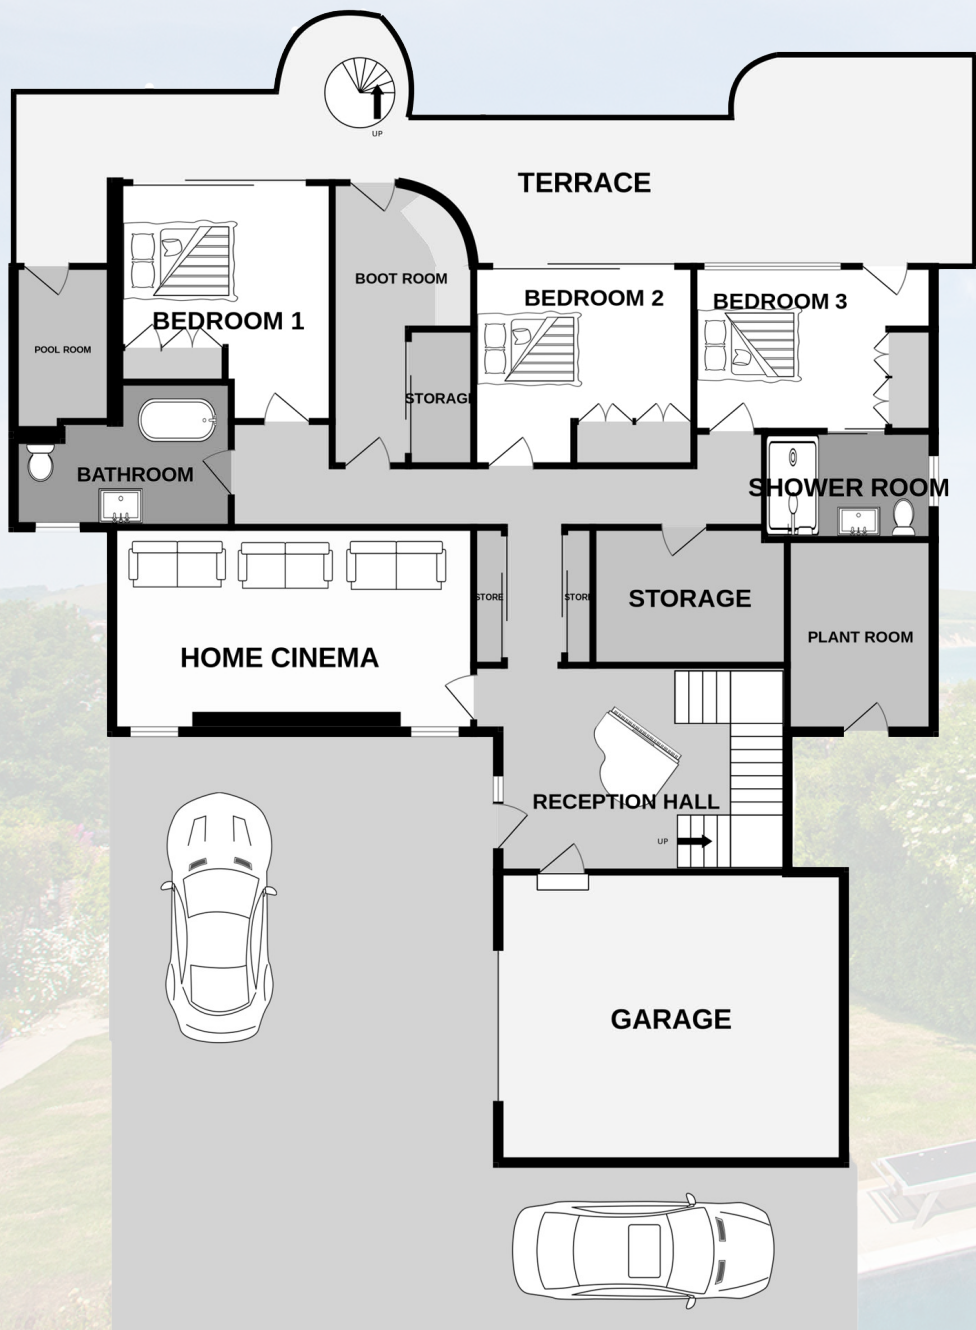 UP
TERRACE
BOOT ROOM
BEDROOM 2
BEDROOM 3
BEDROOM 1
POOL ROOM
STORAGE
BATHROOM
SHOWER ROOM
STORE
STORE
STORAGE
PLANT ROOM
HOME CINEMA
RECEPTION HALL
UP
GARAGE